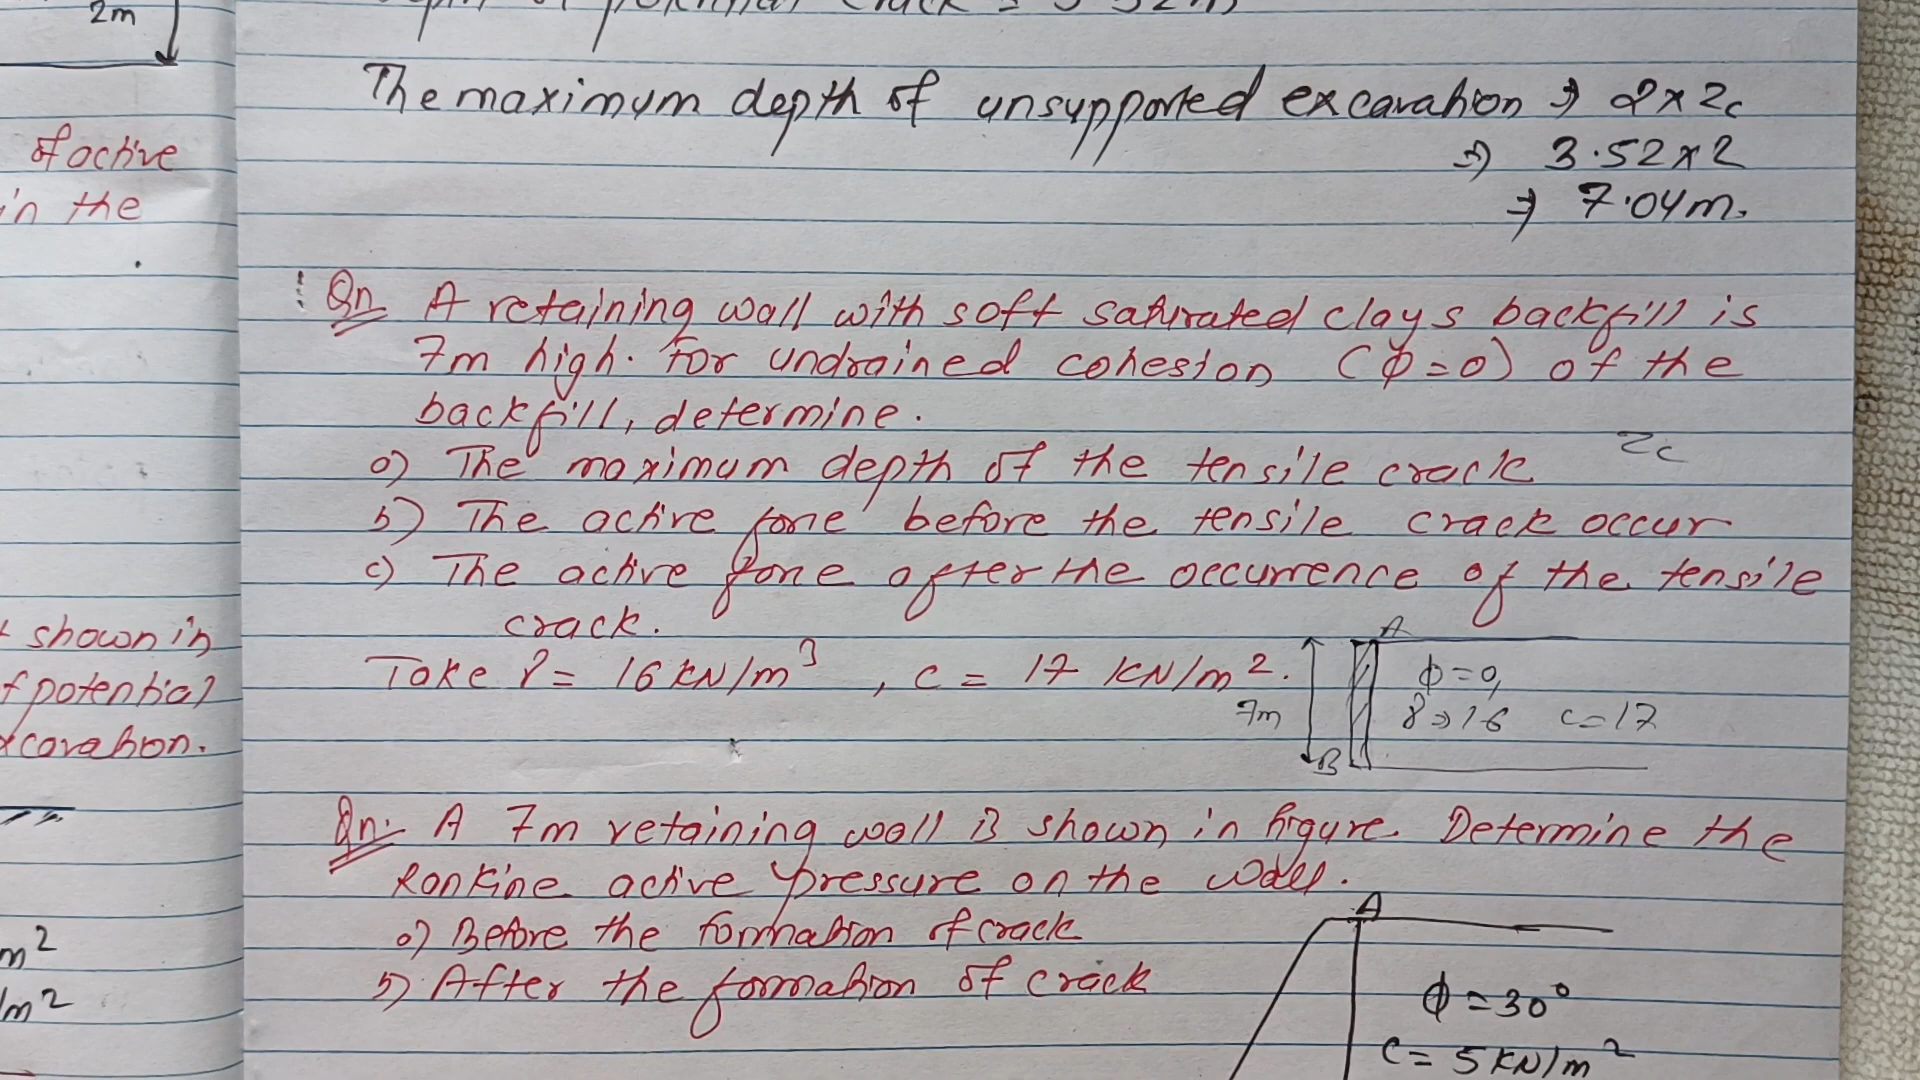 2m
of active
in the
shown in
f potential
xcavation.
m2
/m2
The maximum depth of unsupported excavation ⇒ 2 x Zc
⇒ 3.52 x 2
⇒ 7.04m.
Qn A retaining wall with soft saturated clays backfill is
7m high. For undrained cohesion (φ=0) of the
backfill, determine.
a) The maximum depth of the tensile crack Zc
b) The active force before the tensile crack occur
c) The active force after the occurrence of the tensile
crack.
Take γ = 16 kN/m3, c = 17 KN/m2.
A
φ=0,
7m γ⇒16 c=17
B
Qn. A 7m retaining wall is shown in figure. Determine the
Rankine active pressure on the wall.
a) Before the formation of crack
b) After the formation of crack
A
φ = 30°
C = 5 KN/m2